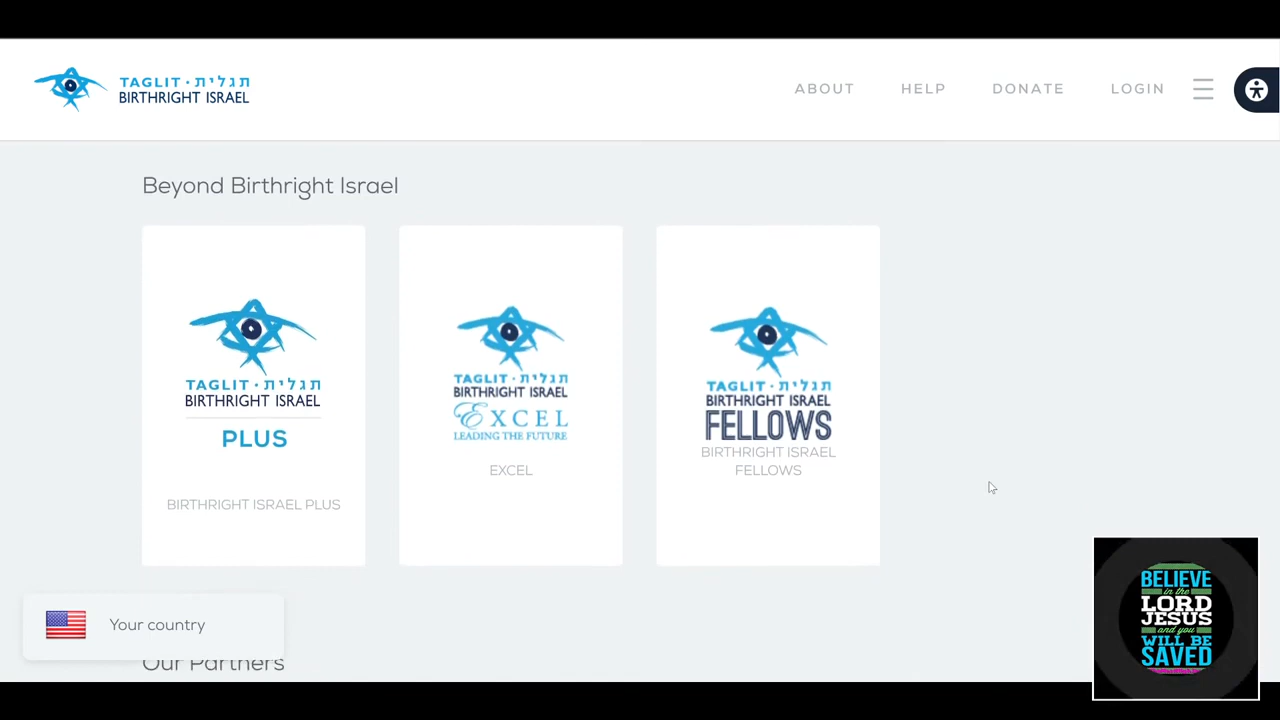 TAGLIT · תגלית
BIRTHRIGHT ISRAEL
ABOUT
HELP
DONATE
LOGIN
Beyond Birthright Israel
TAGLIT · תגלית
BIRTHRIGHT ISRAEL
PLUS
BIRTHRIGHT ISRAEL PLUS
TAGLIT · תגלית
BIRTHRIGHT ISRAEL
EXCEL
LEADING THE FUTURE
EXCEL
TAGLIT · תגלית
BIRTHRIGHT ISRAEL
FELLOWS
BIRTHRIGHT ISRAEL
FELLOWS
Your country
Our Partners
BELIEVE
in the
LORD
JESUS
and you
WILL BE
SAVED